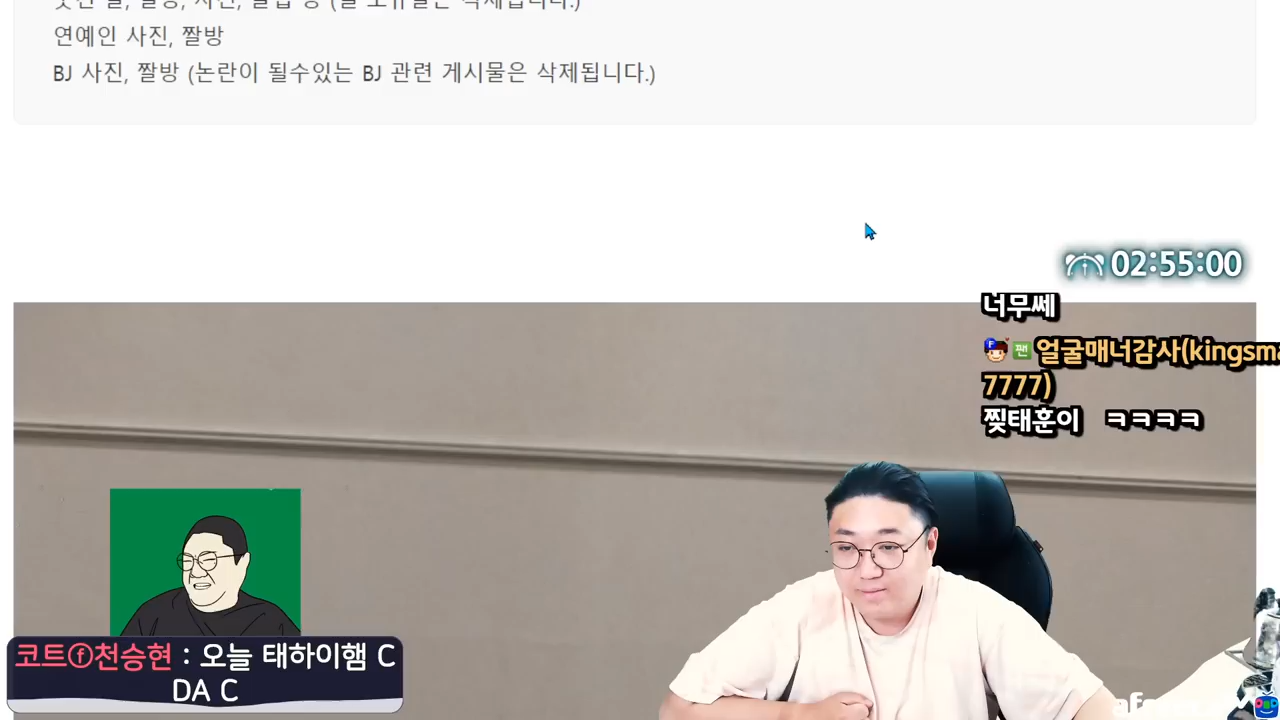 연예인 사진, 짤방
BJ 사진, 짤방 (논란이 될수있는 BJ 관련 게시물은 삭제됩니다.)
02:55:00
너무쎄
F 팬 얼굴매너감사(kingsma
7777)
찢태훈이 ㅋㅋㅋㅋ
코트ⓕ천승현 : 오늘 태하이햄 C
DA C